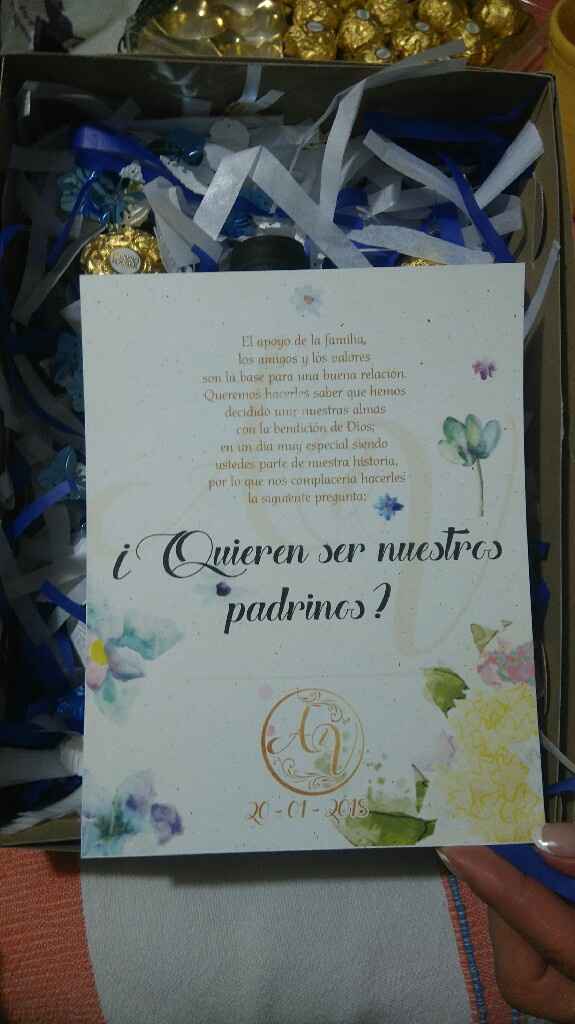 El apoyo de la familia,
los amigos y los valores
son la base para una buena relación.
Queremos hacerles saber que hemos
decidido unir nuestras almas
con la bendición de Dios;
en un día muy especial siendo
ustedes parte de nuestra historia,
por lo que nos complacería hacerles
la siguiente pregunta;
¿Quieren ser nuestros
padrinos?
A V
20 - 01 - 2018